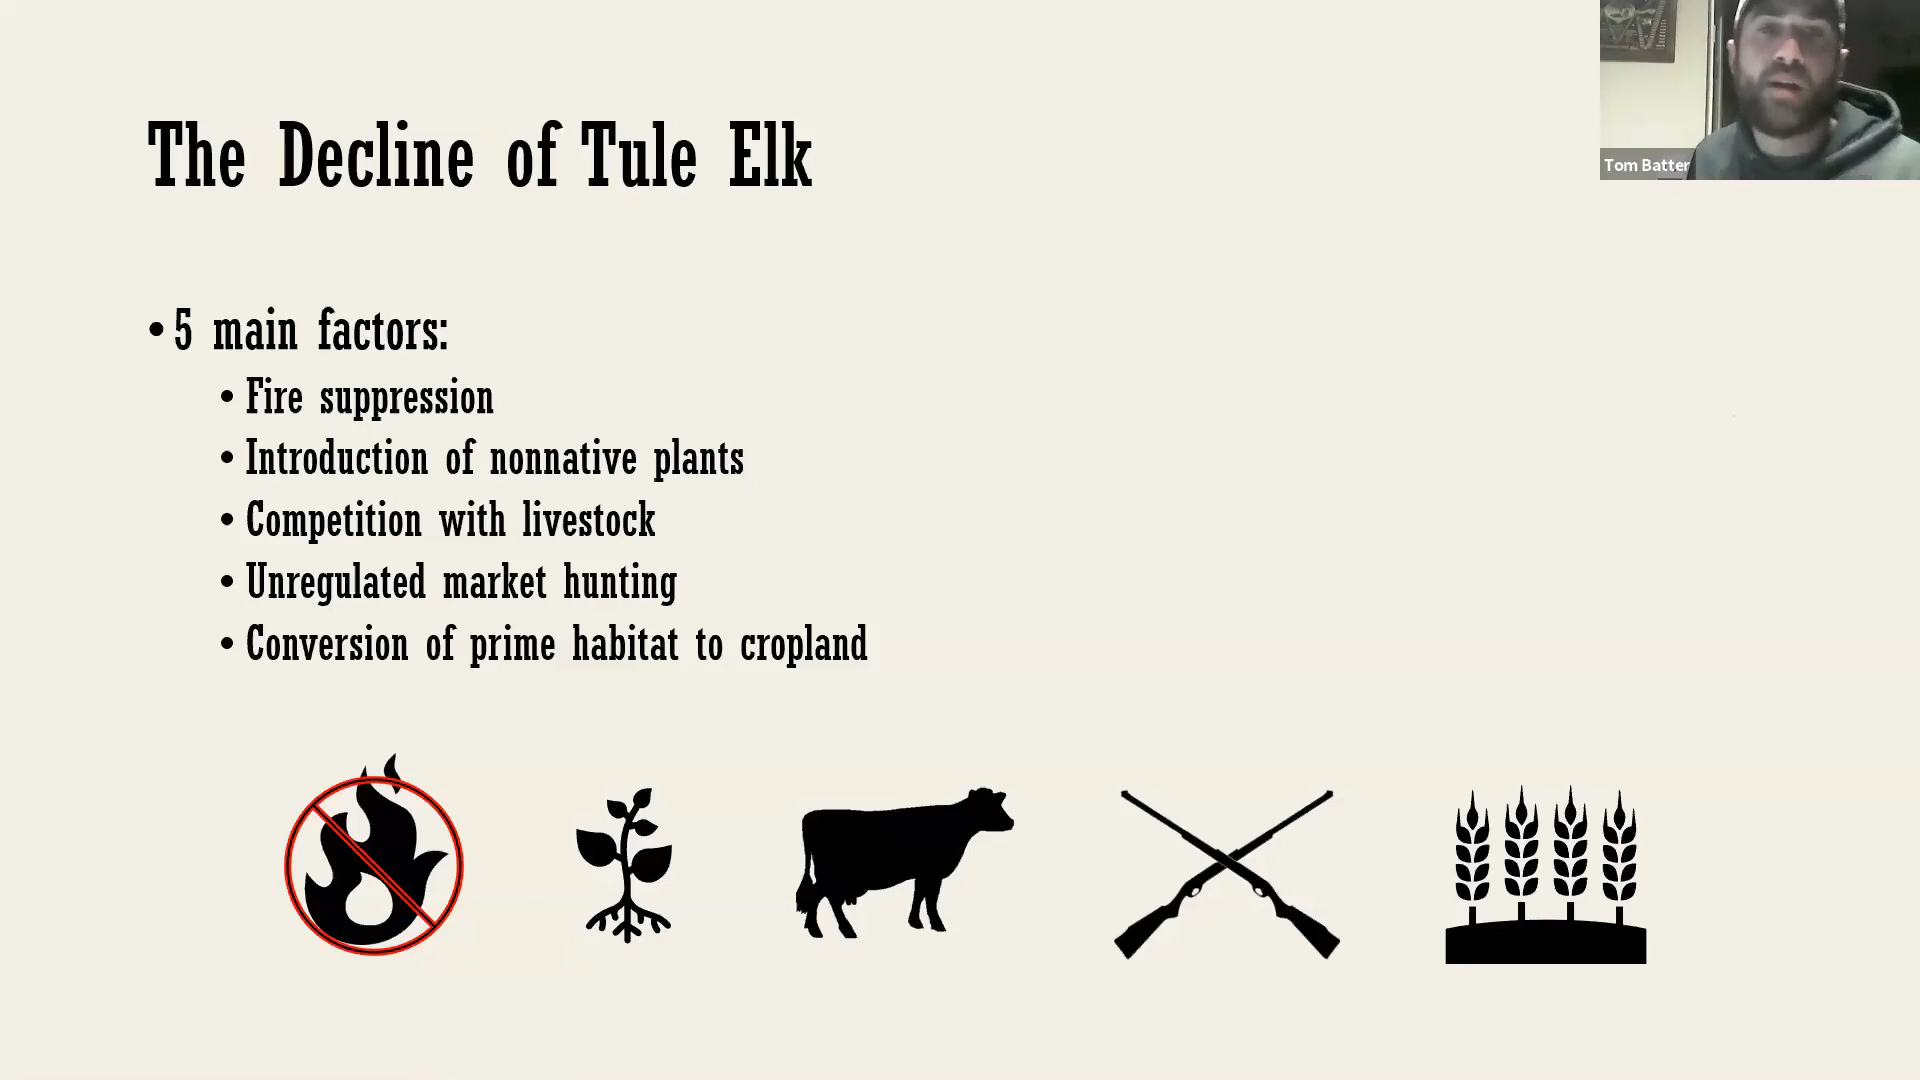 The Decline of Tule Elk
Tom Batter
• 5 main factors:
• Fire suppression
• Introduction of nonnative plants
• Competition with livestock
• Unregulated market hunting
• Conversion of prime habitat to cropland